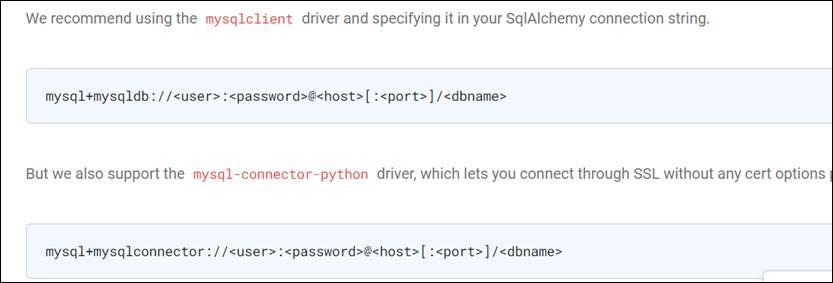 We recommend using the mysqlclient driver and specifying it in your SqlAlchemy connection string.
mysql+mysqldb://<user>:<password>@<host>[:<port>]/<dbname>
But we also support the mysql-connector-python driver, which lets you connect through SSL without any cert options
mysql+mysqlconnector://<user>:<password>@<host>[:<port>]/<dbname>